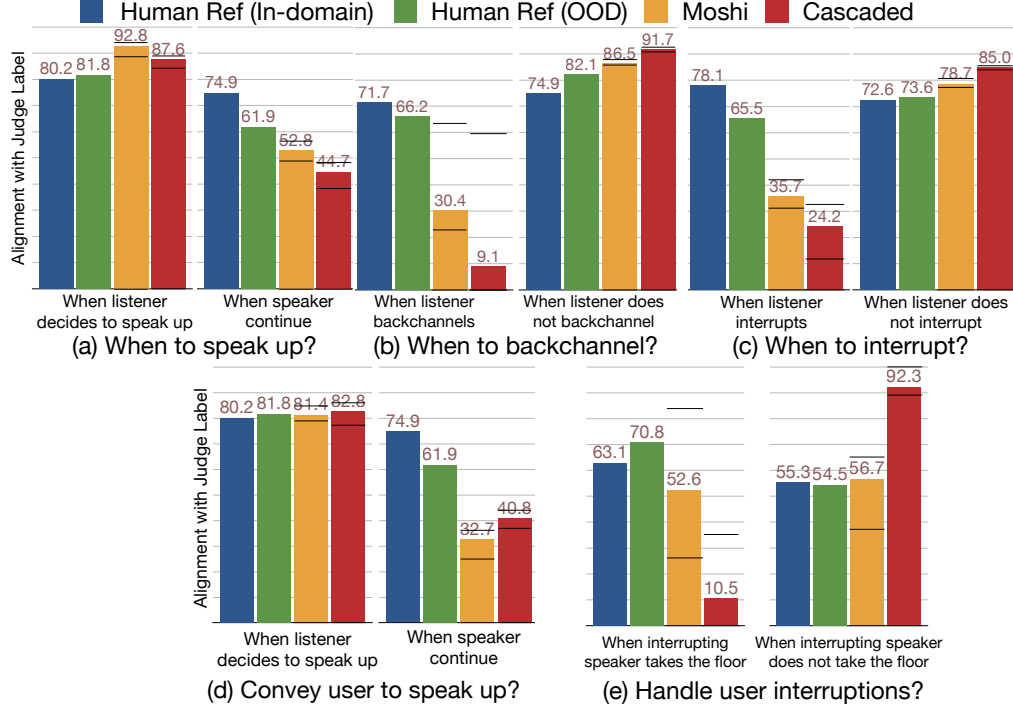 Human Ref (In-domain) Human Ref (OOD) Moshi Cascaded
Alignment with Judge Label
80.2 81.8 92.8 87.6
74.9 61.9 52.8 44.7
71.7 66.2 30.4 9.1
74.9 82.1 86.5 91.7
78.1 65.5 35.7 24.2
72.6 73.6 78.7 85.0
When listener
decides to speak up
When speaker
continue
When listener
backchannels
When listener does
not backchannel
When listener
interrupts
When listener does
not interrupt
(a) When to speak up? (b) When to backchannel? (c) When to interrupt?
Alignment with Judge Label
80.2 81.8 81.4 82.8
74.9 61.9 32.7 40.8
63.1 70.8 52.6 10.5
55.3 54.5 56.7 92.3
When listener
decides to speak up
When speaker
continue
When interrupting
speaker takes the floor
When interrupting speaker
does not take the floor
(d) Convey user to speak up? (e) Handle user interruptions?